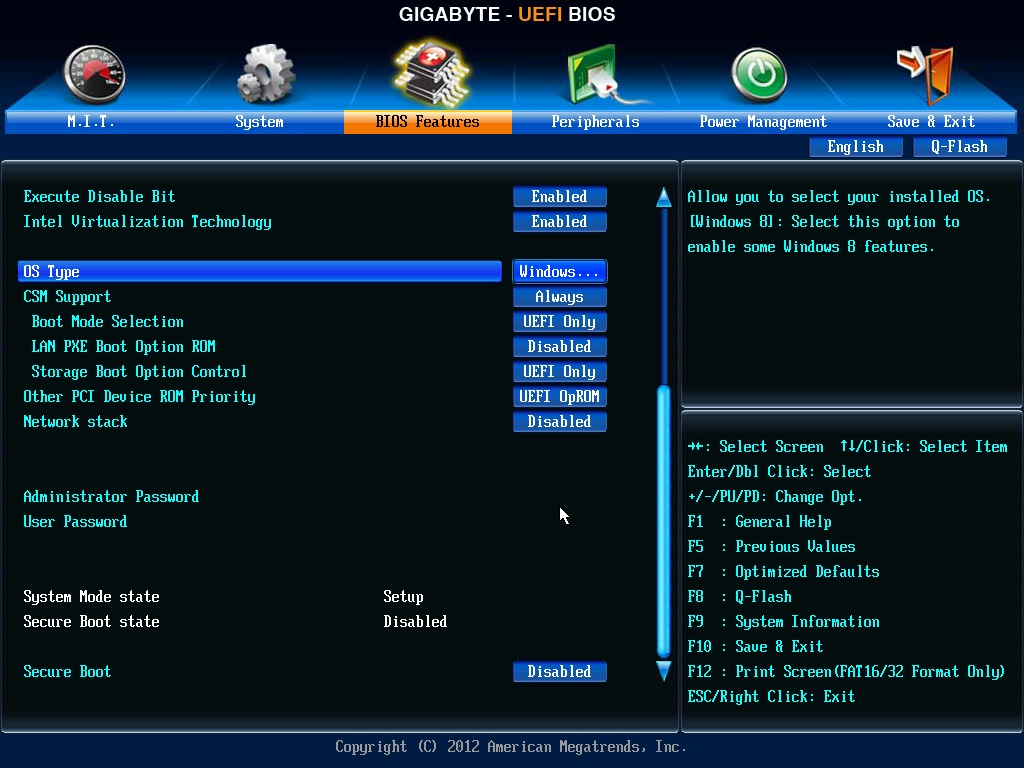 GIGABYTE - UEFI BIOS
M.I.T. System BIOS Features Peripherals Power Management Save & Exit
English Q-Flash
Execute Disable Bit Enabled
Intel Virtualization Technology Enabled
OS Type Windows...
CSM Support Always
Boot Mode Selection UEFI Only
LAN PXE Boot Option ROM Disabled
Storage Boot Option Control UEFI Only
Other PCI Device ROM Priority UEFI OpROM
Network stack Disabled
Administrator Password
User Password
System Mode state Setup
Secure Boot state Disabled
Secure Boot Disabled
Allow you to select your installed OS.
[Windows 8]: Select this option to
enable some Windows 8 features.
→←: Select Screen ↑↓/Click: Select Item
Enter/Dbl Click: Select
+/-/PU/PD: Change Opt.
F1 : General Help
F5 : Previous Values
F7 : Optimized Defaults
F8 : Q-Flash
F9 : System Information
F10 : Save & Exit
F12 : Print Screen(FAT16/32 Format Only)
ESC/Right Click: Exit
Copyright (C) 2012 American Megatrends, Inc.